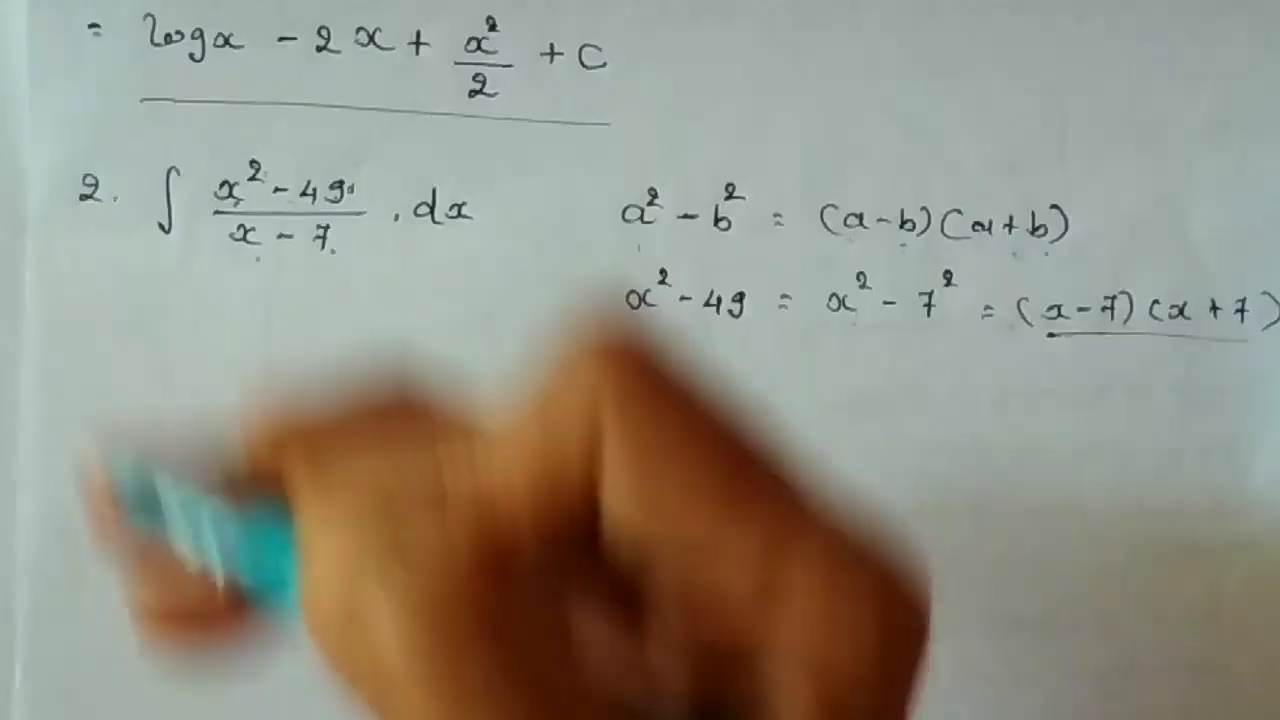 = log x - 2x + x²/2 + C
2. ∫ (x² - 49)/(x - 7) . dx
a² - b² = (a-b)(a+b)
x² - 49 = x² - 7² = (x-7)(x+7)